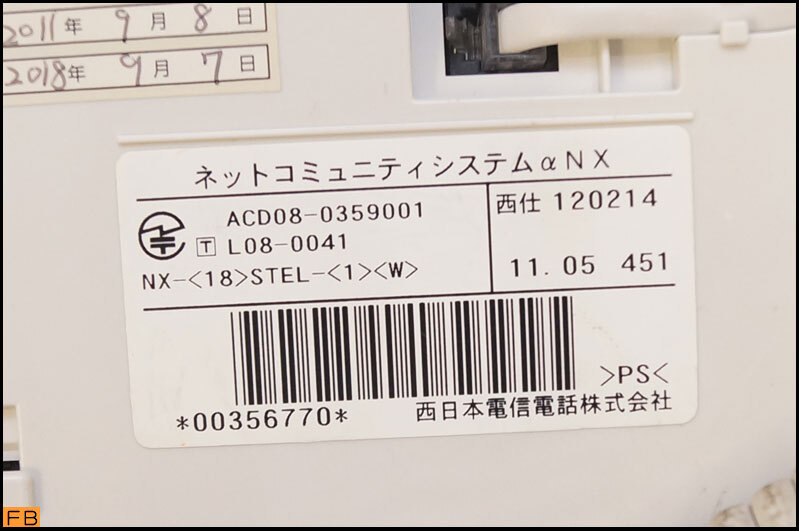 2011年 9月 8日
2018年 9月 7日
ネットコミュニティシステムαNX
ACD08-0359001
T L08-0041
NX-<18>STEL-<1><W>
西仕 120214
11.05 451
>PS<
*00356770*
西日本電信電話株式会社
FB